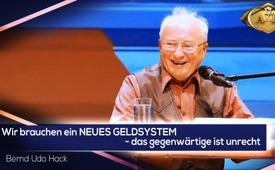 Wir brauchen ein NEUES GELDSYSTEM
- das gegenwärtige ist unrecht
Bernd Udo Hack